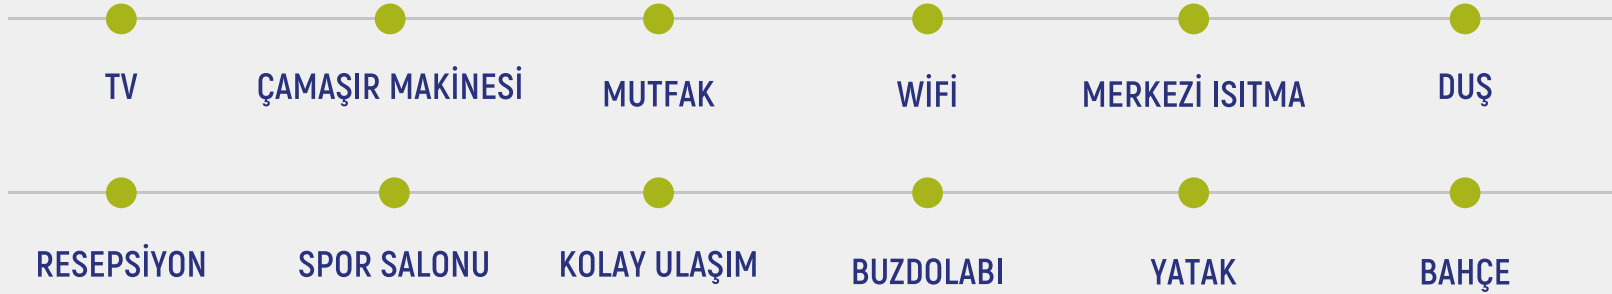 TV
ÇAMAŞIR MAKİNESİ
MUTFAK
WİFİ
MERKEZİ ISITMA
DUŞ
RESEPSİYON
SPOR SALONU
KOLAY ULAŞIM
BUZDOLABI
YATAK
BAHÇE